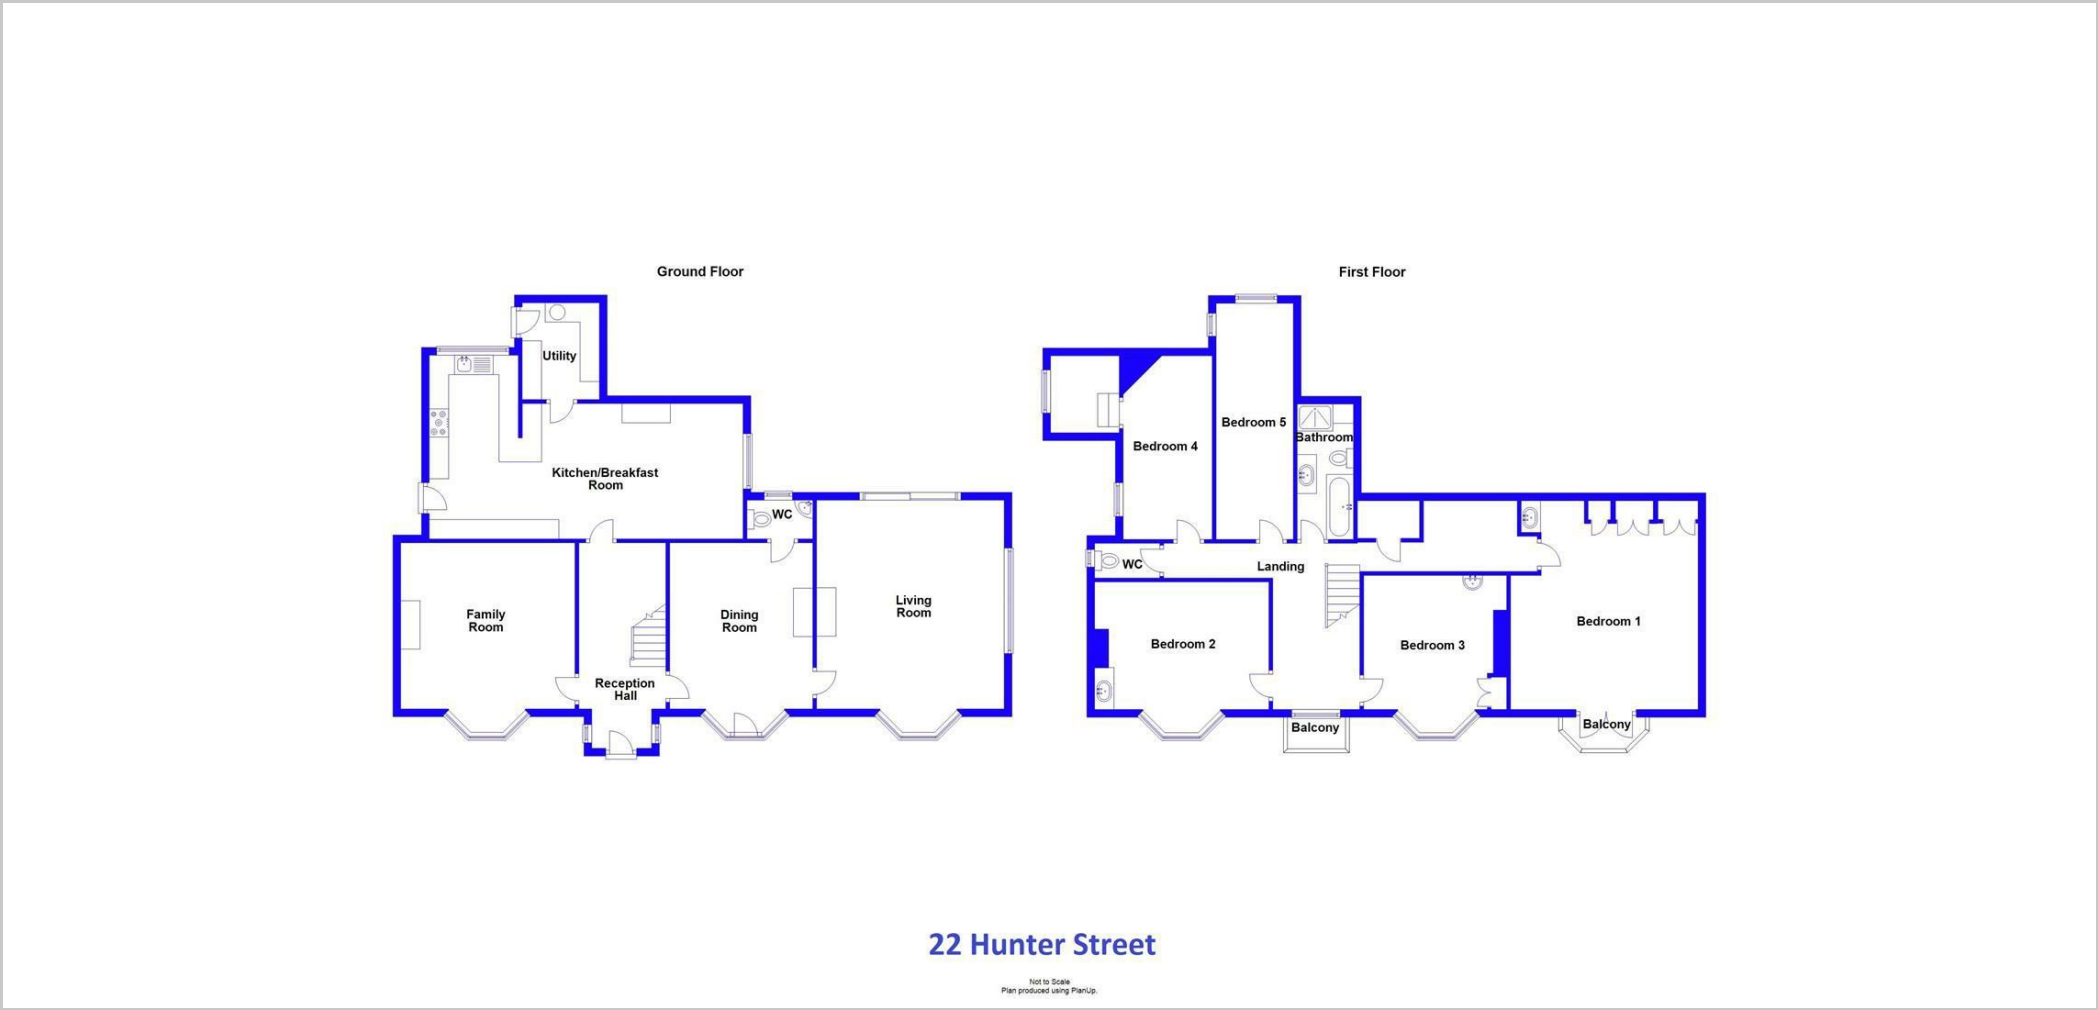 Ground Floor
First Floor
Utility
Kitchen/Breakfast
Room
WC
Family
Room
Reception
Hall
Dining
Room
Living
Room
Bedroom 5
Bathroom
Bedroom 4
WC
Landing
Bedroom 2
Bedroom 3
Bedroom 1
Balcony
Balcony
22 Hunter Street
Not to Scale
Plan produced using PlanUp.